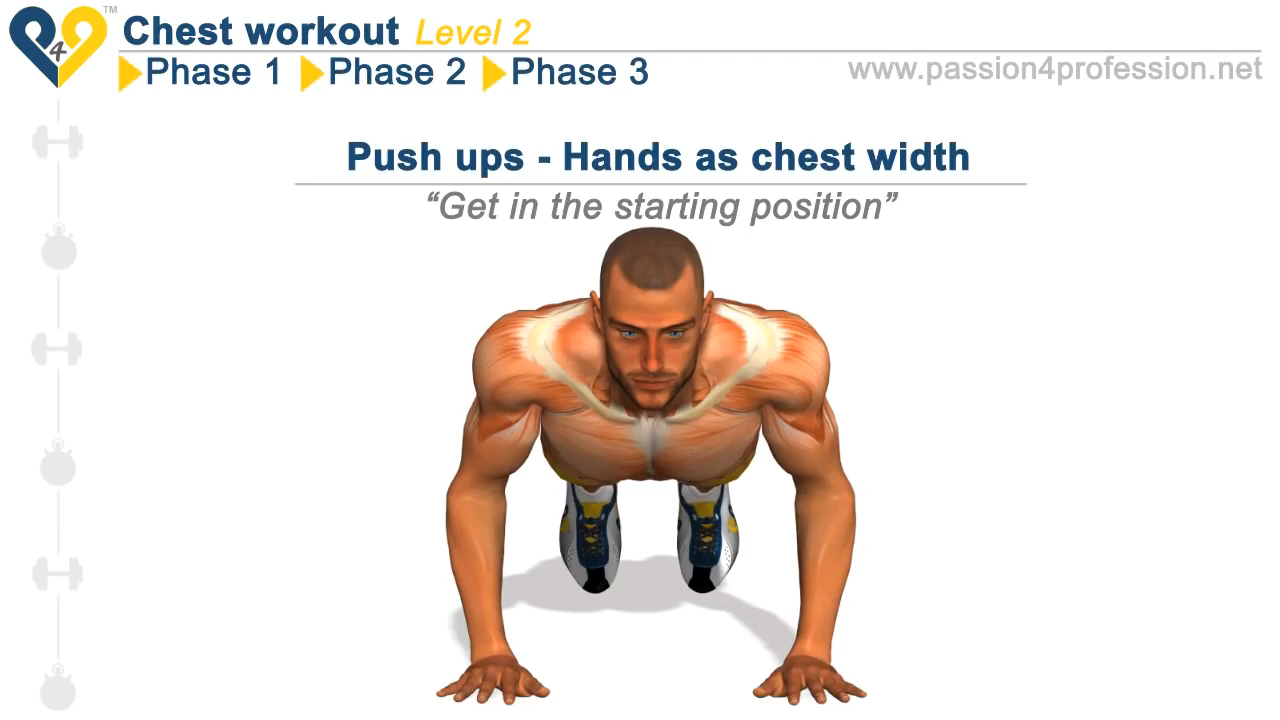 P4P™
Chest workout Level 2
Phase 1 Phase 2 Phase 3
www.passion4profession.net
Push ups - Hands as chest width
“Get in the starting position”